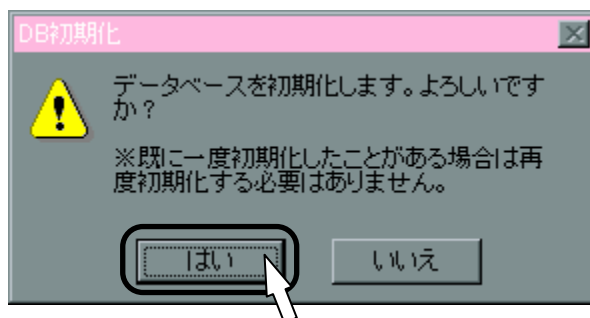 DB初期化
データベースを初期化します。よろしいです
か？
※既に一度初期化したことがある場合は再
度初期化する必要はありません。
はい
いいえ